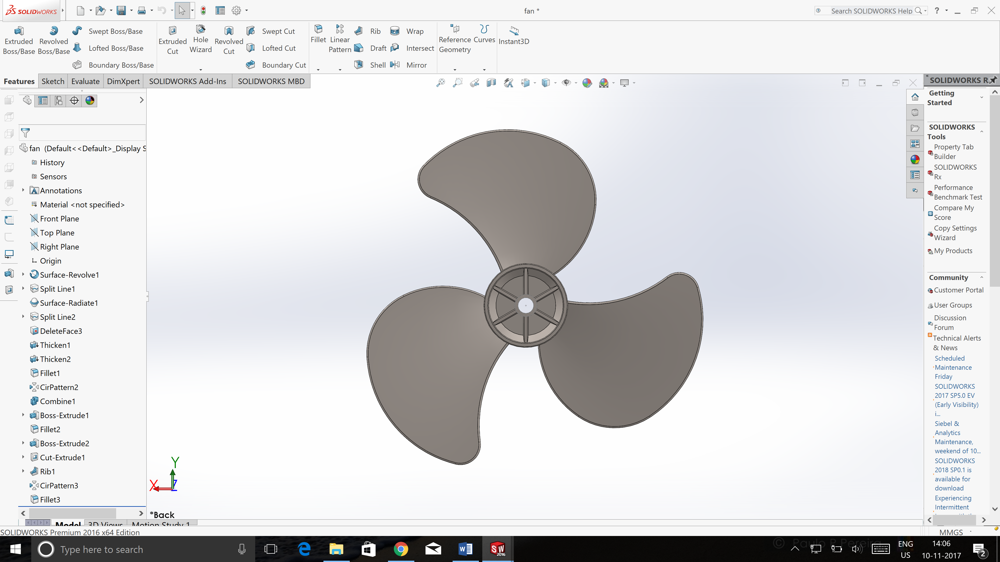 SOLIDWORKS
fan *
Search SOLIDWORKS Help
?
Extruded
Boss/Base
Revolved
Boss/Base
Swept Boss/Base
Lofted Boss/Base
Boundary Boss/Base
Extruded
Cut
Hole
Wizard
Revolved
Cut
Swept Cut
Lofted Cut
Boundary Cut
Fillet
Linear
Pattern
Rib
Draft
Shell
Wrap
Intersect
Mirror
Reference
Geometry
Curves
Instant3D
Features
Sketch
Evaluate
DimXpert
SOLIDWORKS Add-Ins
SOLIDWORKS MBD
fan (Default<<Default>_Display S
History
Sensors
Annotations
Material <not specified>
Front Plane
Top Plane
Right Plane
Origin
Surface-Revolve1
Split Line1
Surface-Radiate1
Split Line2
DeleteFace3
Thicken1
Thicken2
Fillet1
CirPattern2
Combine1
Boss-Extrude1
Fillet2
Boss-Extrude2
Cut-Extrude1
Rib1
CirPattern3
Fillet3
Y
X
Z
*Back
Model
3D Views
Motion Study 1
SOLIDWORKS R
Getting
Started
SOLIDWORKS
Tools
Property Tab
Builder
SOLIDWORKS
Rx
Performance
Benchmark Test
Compare My
Score
Copy Settings
Wizard
My Products
Community
Customer Portal
User Groups
Discussion
Forum
Technical Alerts
& News
Scheduled
Maintenance
Friday
SOLIDWORKS
2017 SP5.0 EV
(Early Visibility)
i...
Siebel &
Analytics
Maintenance,
weekend of 10...
SOLIDWORKS
2018 SP0.1 is
available for
download
Experiencing
Intermittent
SOLIDWORKS Premium 2016 x64 Edition
MMGS
Type here to search
SW
2016
© Paulo P Pereira
ENG
US
14:06
10-11-2017
2